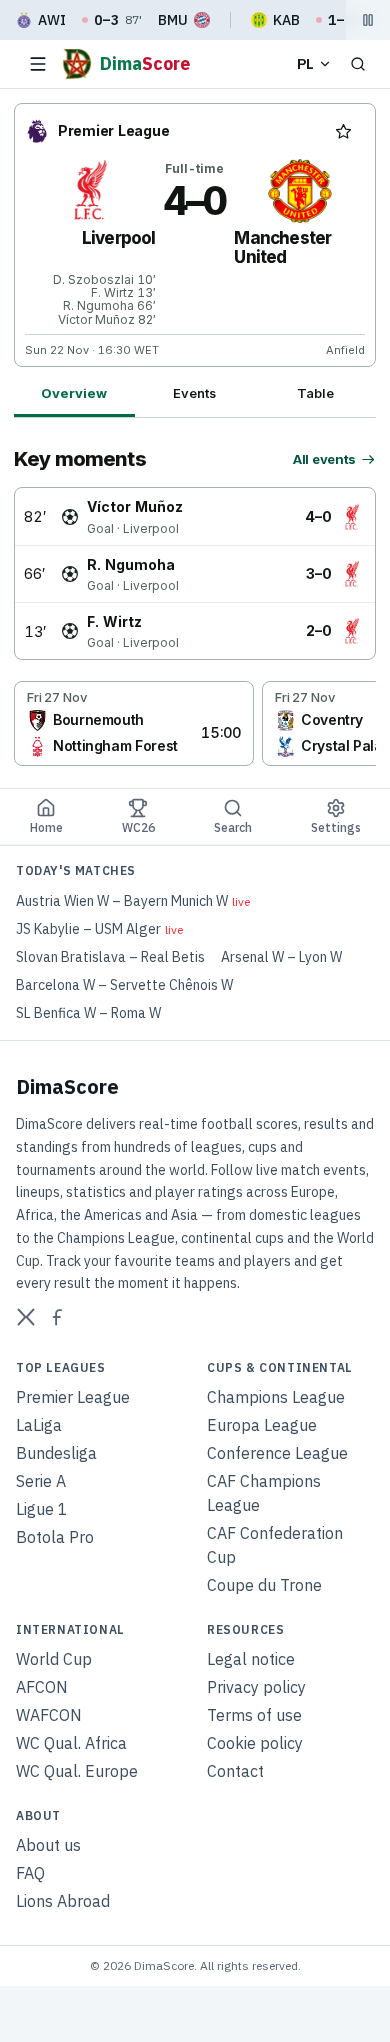 AWI 0–3 87' BMU KAB 1–
DimaScore PL
Premier League
Full-time
4–0
L.F.C.
Liverpool Manchester United
D. Szoboszlai 10'
F. Wirtz 13'
R. Ngumoha 66'
Víctor Muñoz 82'
Sun 22 Nov · 16:30 WET Anfield
Overview Events Table
Key moments All events
82' Víctor Muñoz 4–0
Goal · Liverpool
66' R. Ngumoha 3–0
Goal · Liverpool
13' F. Wirtz 2–0
Goal · Liverpool
Fri 27 Nov Fri 27 Nov
Bournemouth Coventry
15:00
Nottingham Forest Crystal Pala
Home WC26 Search Settings
TODAY'S MATCHES
Austria Wien W – Bayern Munich W live
JS Kabylie – USM Alger live
Slovan Bratislava – Real Betis Arsenal W – Lyon W
Barcelona W – Servette Chênois W
SL Benfica W – Roma W
DimaScore
DimaScore delivers real-time football scores, results and
standings from hundreds of leagues, cups and
tournaments around the world. Follow live match events,
lineups, statistics and player ratings across Europe,
Africa, the Americas and Asia — from domestic leagues
to the Champions League, continental cups and the World
Cup. Track your favourite teams and players and get
every result the moment it happens.
TOP LEAGUES
Premier League
LaLiga
Bundesliga
Serie A
Ligue 1
Botola Pro
CUPS & CONTINENTAL
Champions League
Europa League
Conference League
CAF Champions
League
CAF Confederation
Cup
Coupe du Trone
INTERNATIONAL
World Cup
AFCON
WAFCON
WC Qual. Africa
WC Qual. Europe
RESOURCES
Legal notice
Privacy policy
Terms of use
Cookie policy
Contact
ABOUT
About us
FAQ
Lions Abroad
© 2026 DimaScore. All rights reserved.